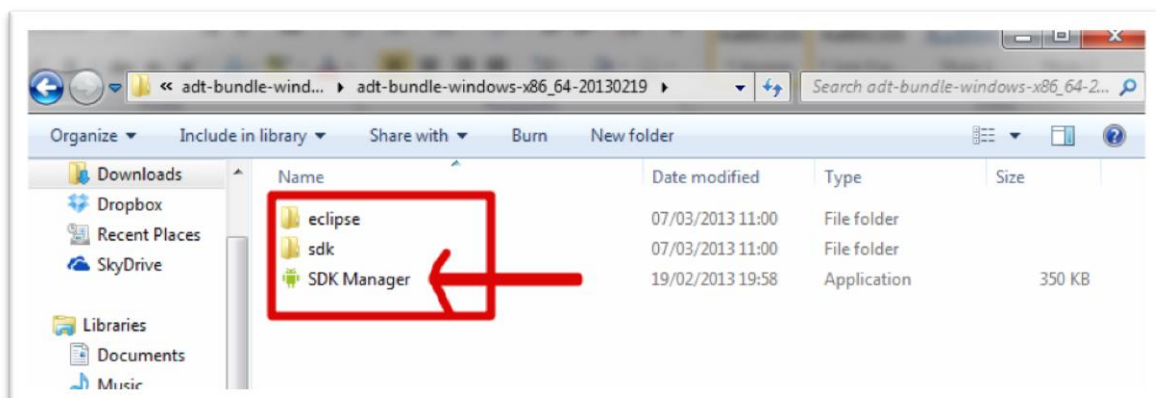 « adt-bundle-wind... adt-bundle-windows-x86_64-20130219 Search adt-bundle-windows-x86_64-2...
Organize Include in library Share with Burn New folder
Downloads Name Date modified Type Size
Dropbox
eclipse 07/03/2013 11:00 File folder
Recent Places
sdk 07/03/2013 11:00 File folder
SkyDrive
SDK Manager 19/02/2013 19:58 Application 350 KB
Libraries
Documents
Music